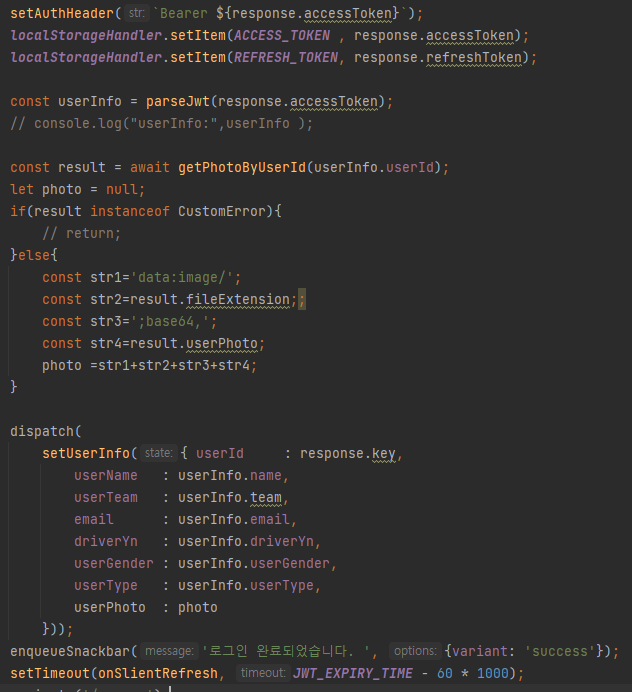 setAuthHeader( str: `Bearer ${response.accessToken}`);
localStorageHandler.setItem(ACCESS_TOKEN , response.accessToken);
localStorageHandler.setItem(REFRESH_TOKEN, response.refreshToken);
const userInfo = parseJwt(response.accessToken);
// console.log("userInfo:",userInfo );
const result = await getPhotoByUserId(userInfo.userId);
let photo = null;
if(result instanceof CustomError){
// return;
}else{
const str1='data:image/';
const str2=result.fileExtension;;
const str3=';base64,';
const str4=result.userPhoto;
photo =str1+str2+str3+str4;
}
dispatch(
setUserInfo( state: { userId : response.key,
userName : userInfo.name,
userTeam : userInfo.team,
email : userInfo.email,
driverYn : userInfo.driverYn,
userGender : userInfo.userGender,
userType : userInfo.userType,
userPhoto : photo
}));
enqueueSnackbar( message: '로그인 완료되었습니다. ', options: {variant: 'success'});
setTimeout(onSlientRefresh, timeout: JWT_EXPIRY_TIME - 60 * 1000);